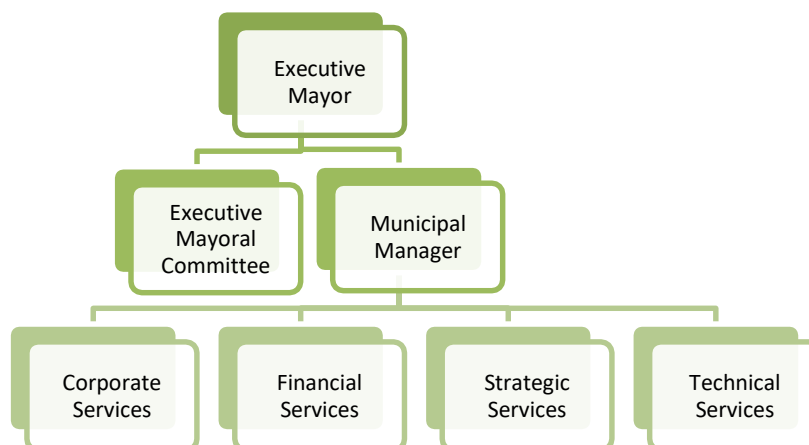 Executive
Mayor
Executive
Mayoral
Committee
Municipal
Manager
Corporate
Services
Financial
Services
Strategic
Services
Technical
Services